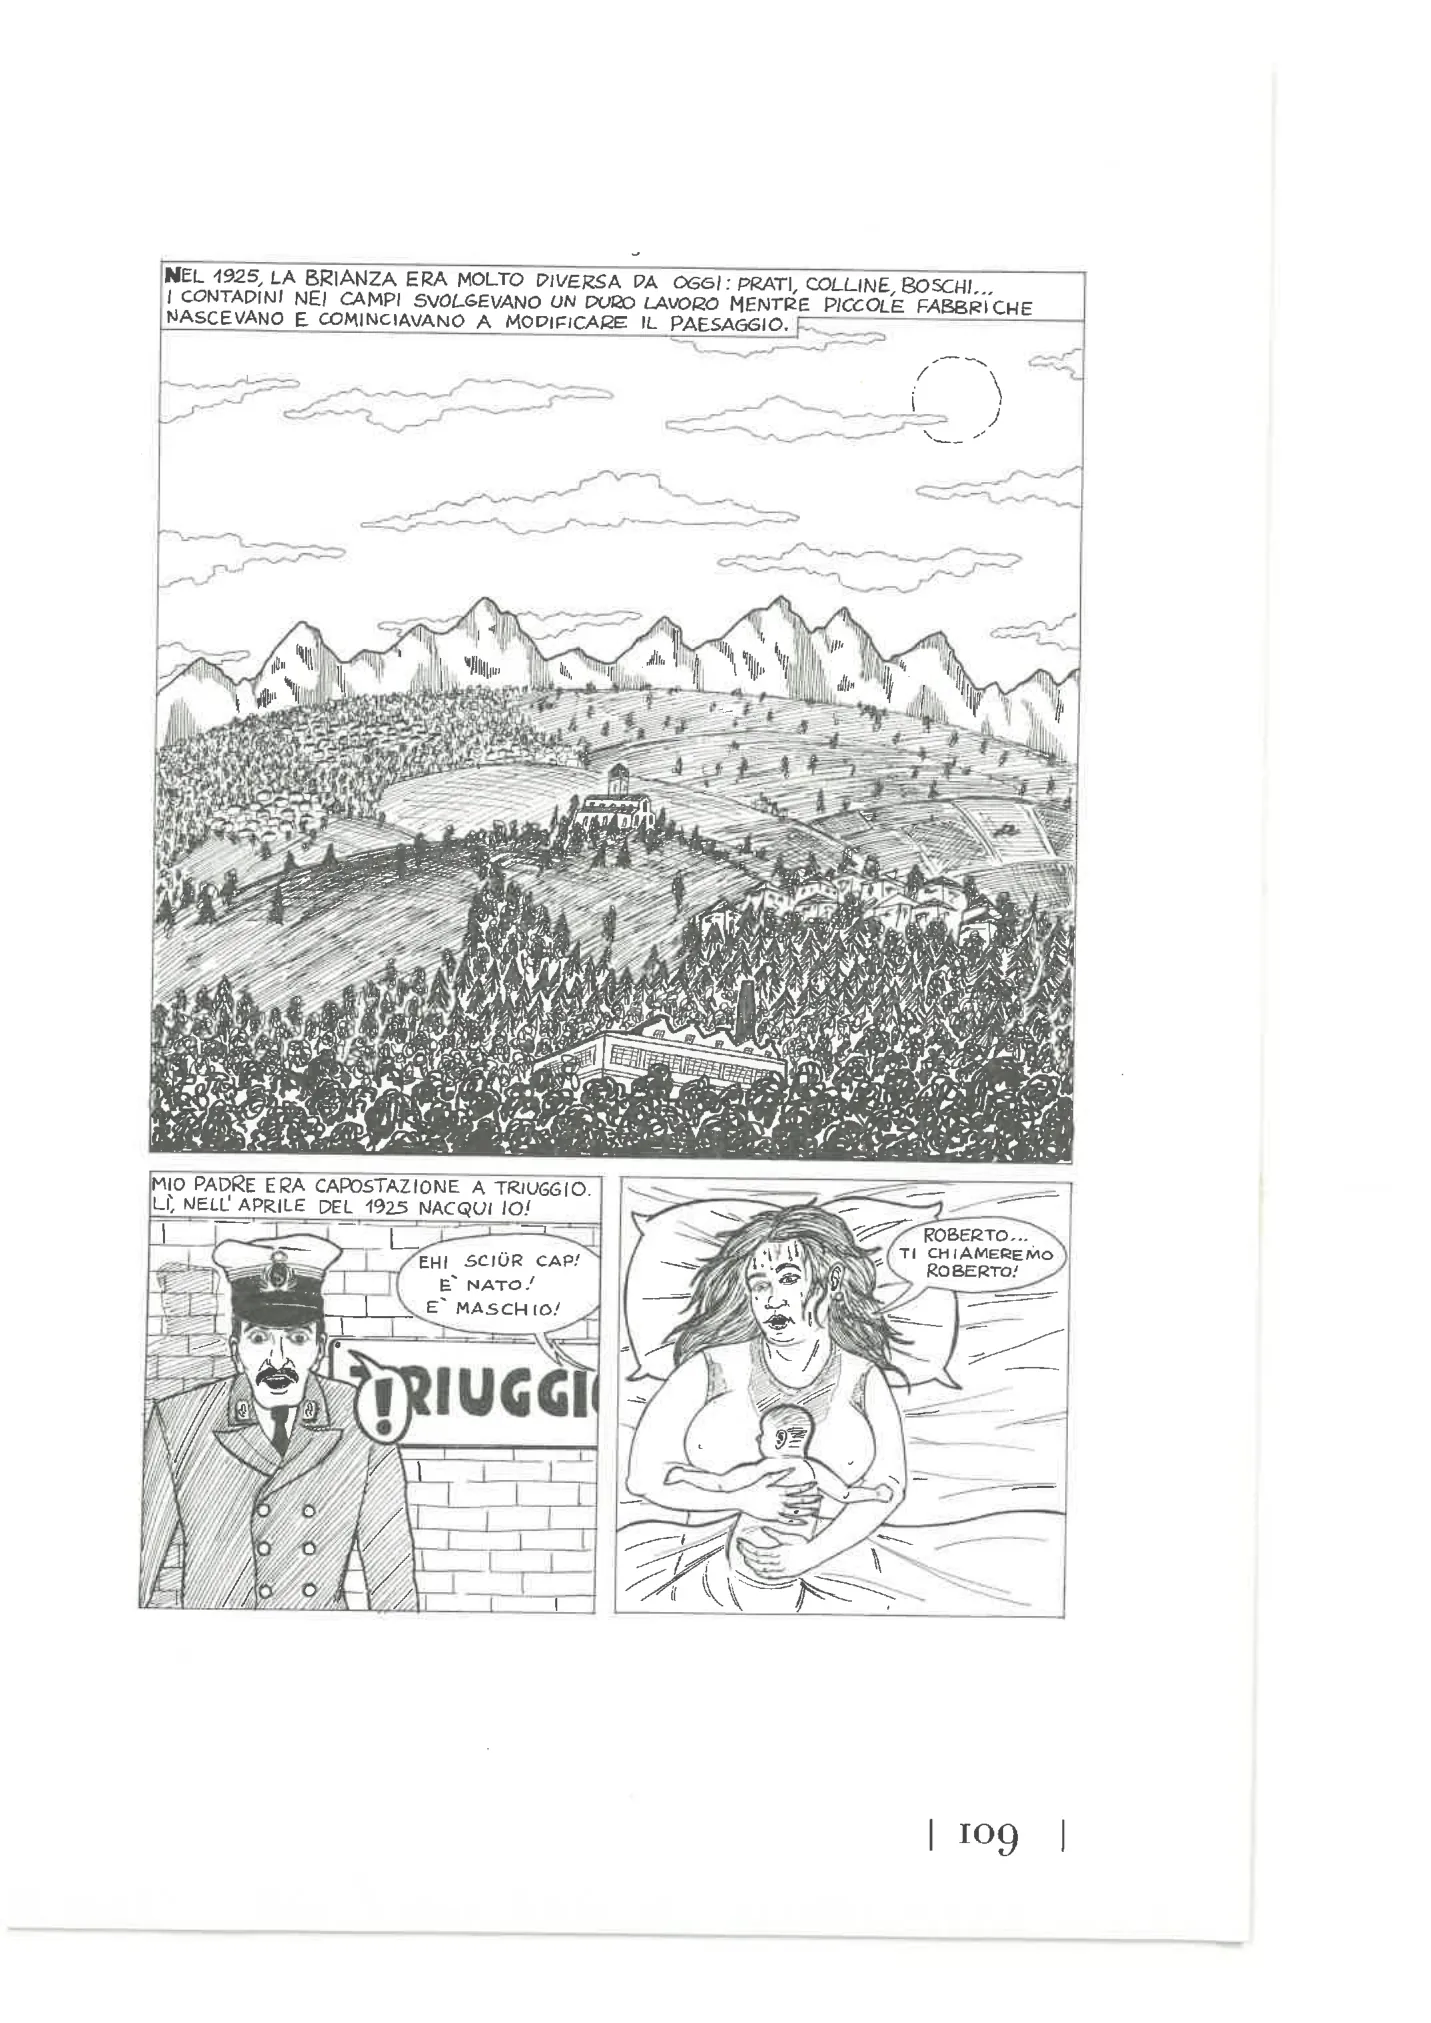 NEL 1925, LA BRIANZA ERA MOLTO DIVERSA DA OGGI: PRATI, COLLINE, BOSCHI...
I CONTADINI NEI CAMPI SVOLGEVANO UN DURO LAVORO MENTRE PICCOLE FABBRICHE
NASCEVANO E COMINCIAVANO A MODIFICARE IL PAESAGGIO.
MIO PADRE ERA CAPOSTAZIONE A TRIUGGIO.
LÌ, NELL'APRILE DEL 1925 NACQUI IO!
EHI SCIÜR CAP!
E` NATO!
E` MASCHIO!
!
RIUGGI
ROBERTO...
TI CHIAMEREMO
ROBERTO!
| 109 |